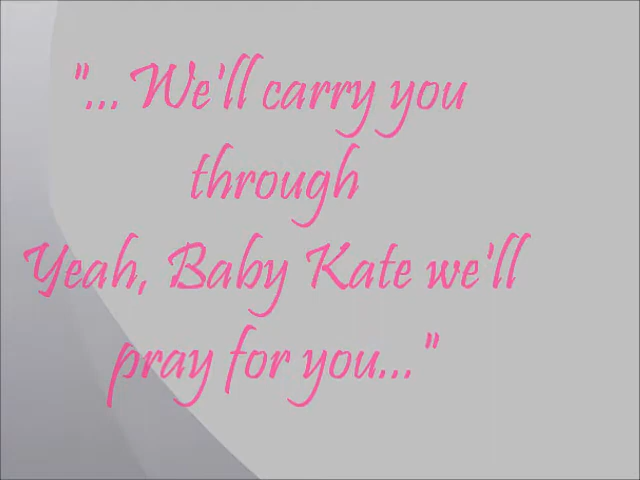 "... We'll carry you
through
Yeah, Baby Kate we'll
pray for you..."